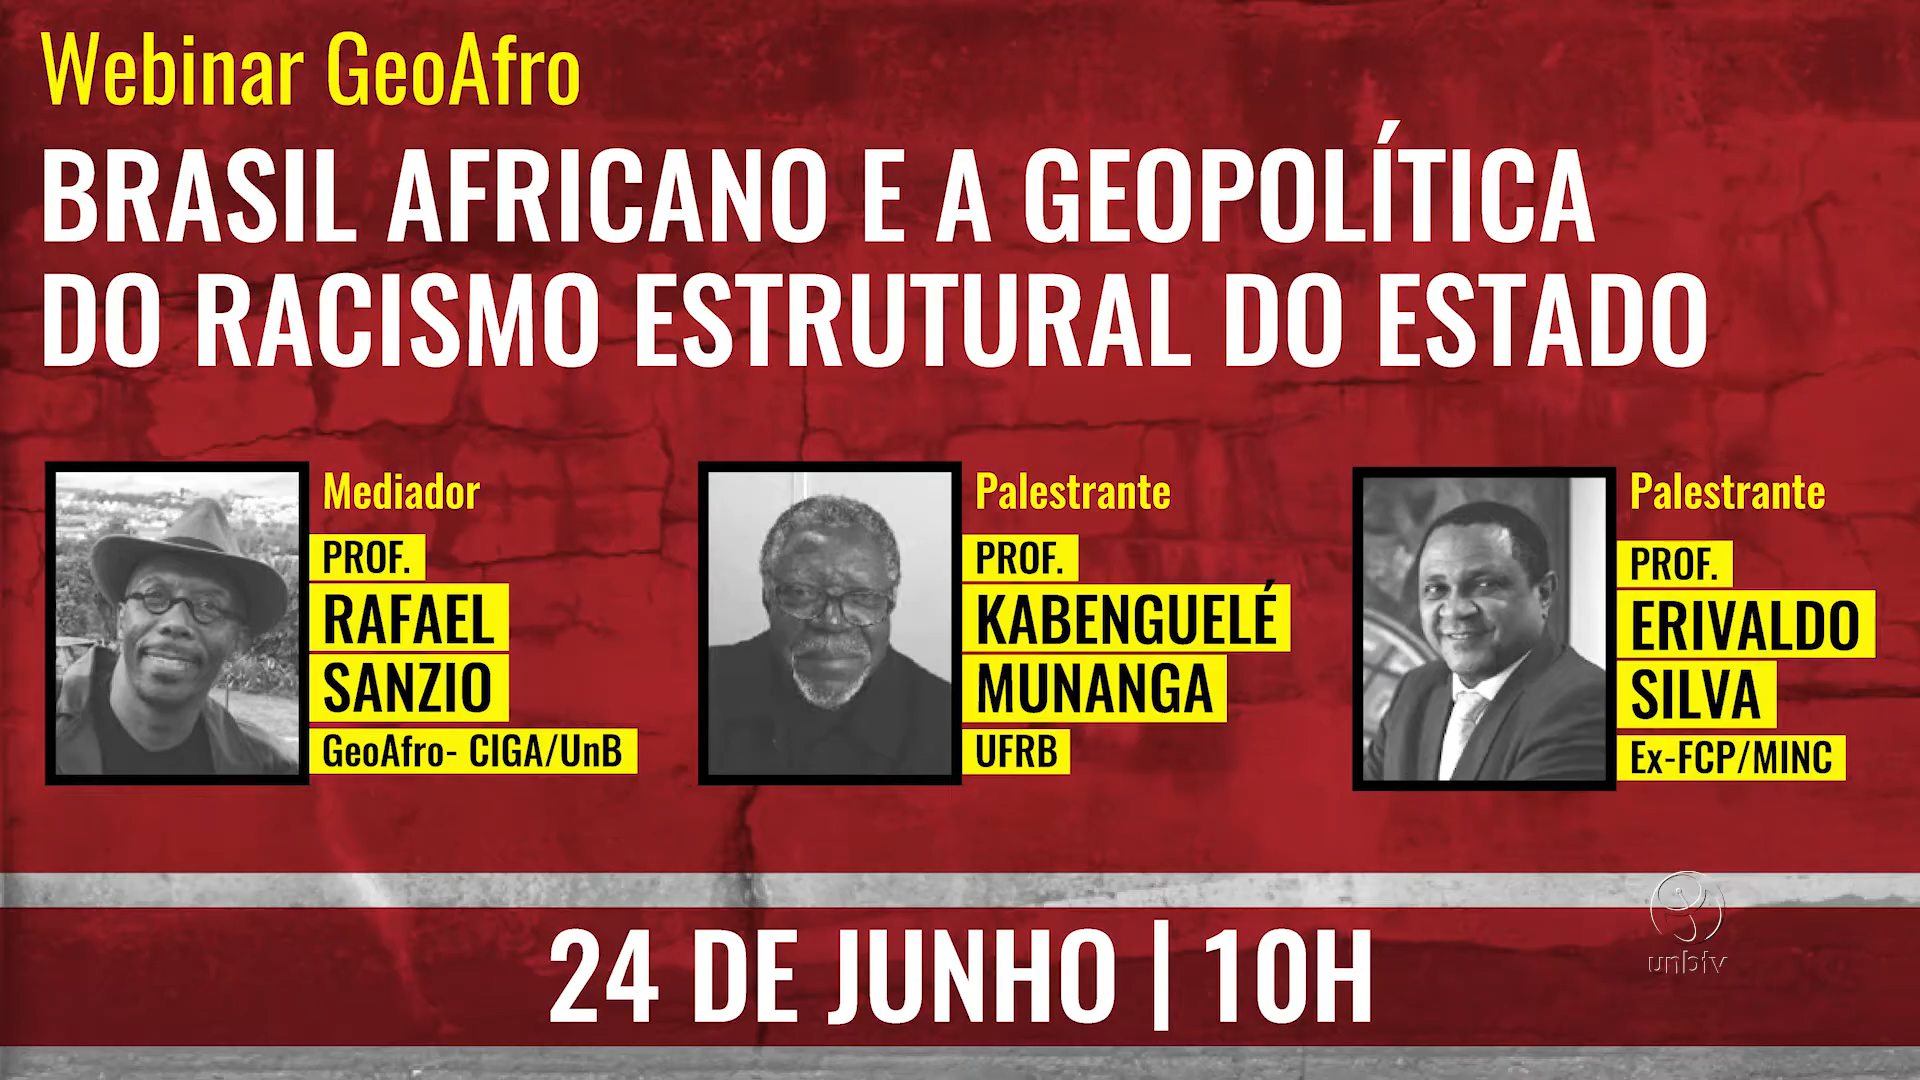 Webinar GeoAfro
BRASIL AFRICANO E A GEOPOLÍTICA
DO RACISMO ESTRUTURAL DO ESTADO
Mediador
PROF.
RAFAEL
SANZIO
GeoAfro- CIGA/UnB
Palestrante
PROF.
KABENGUELÉ
MUNANGA
UFRB
Palestrante
PROF.
ERIVALDO
SILVA
Ex-FCP/MINC
24 DE JUNHO | 10H
unbtv